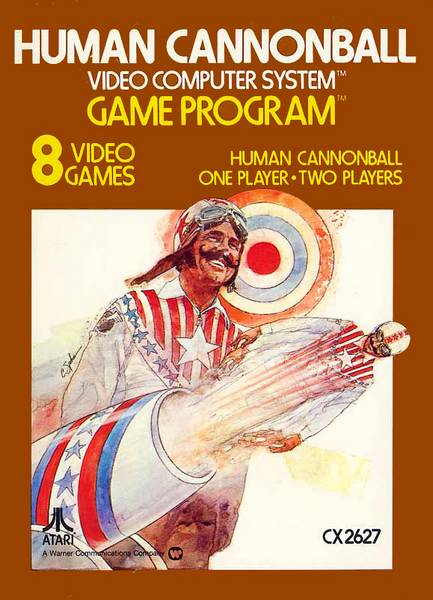 HUMAN CANNONBALL
VIDEO COMPUTER SYSTEM™
GAME PROGRAM™
8 VIDEO GAMES
HUMAN CANNONBALL
ONE PLAYER • TWO PLAYERS
ATARI
A Warner Communications Company
CX2627